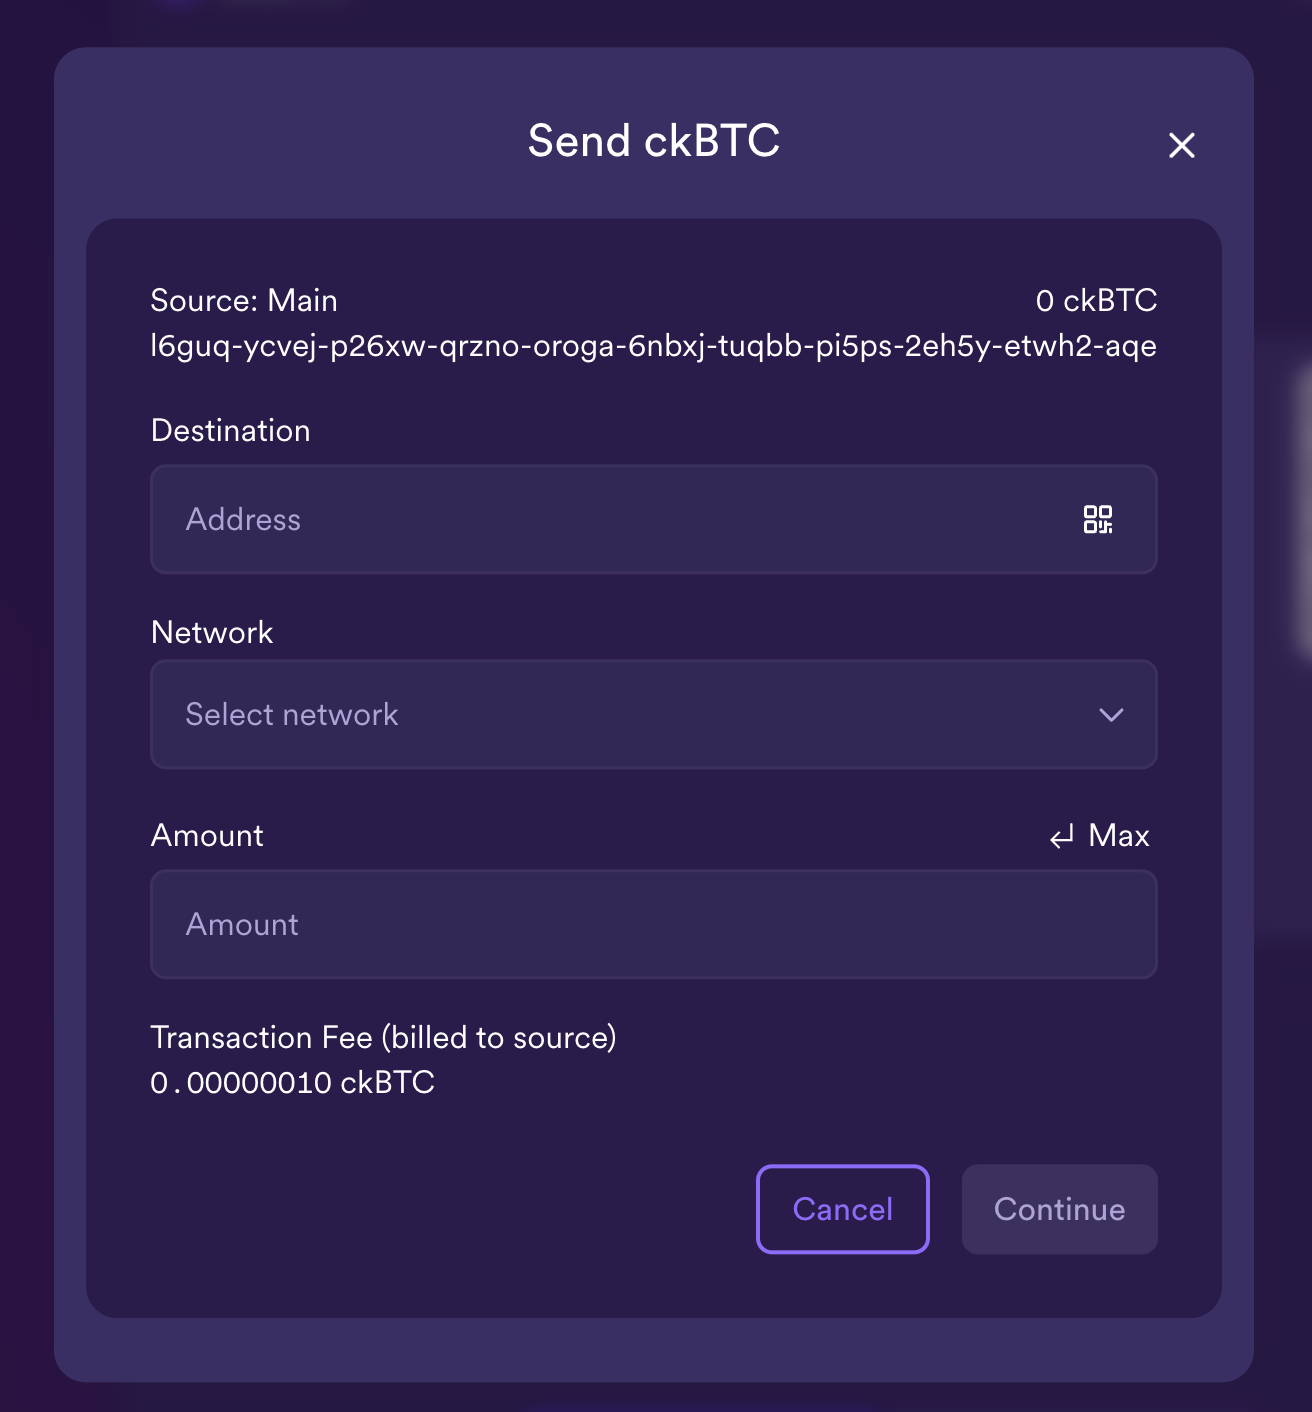 Send ckBTC
Source: Main
0 ckBTC
l6guq-ycvej-p26xw-qrzno-oroga-6nbxj-tuqbb-pi5ps-2eh5y-etwh2-aqe
Destination
Address
Network
Select network
Amount
Max
Amount
Transaction Fee (billed to source)
0.00000010 ckBTC
Cancel
Continue